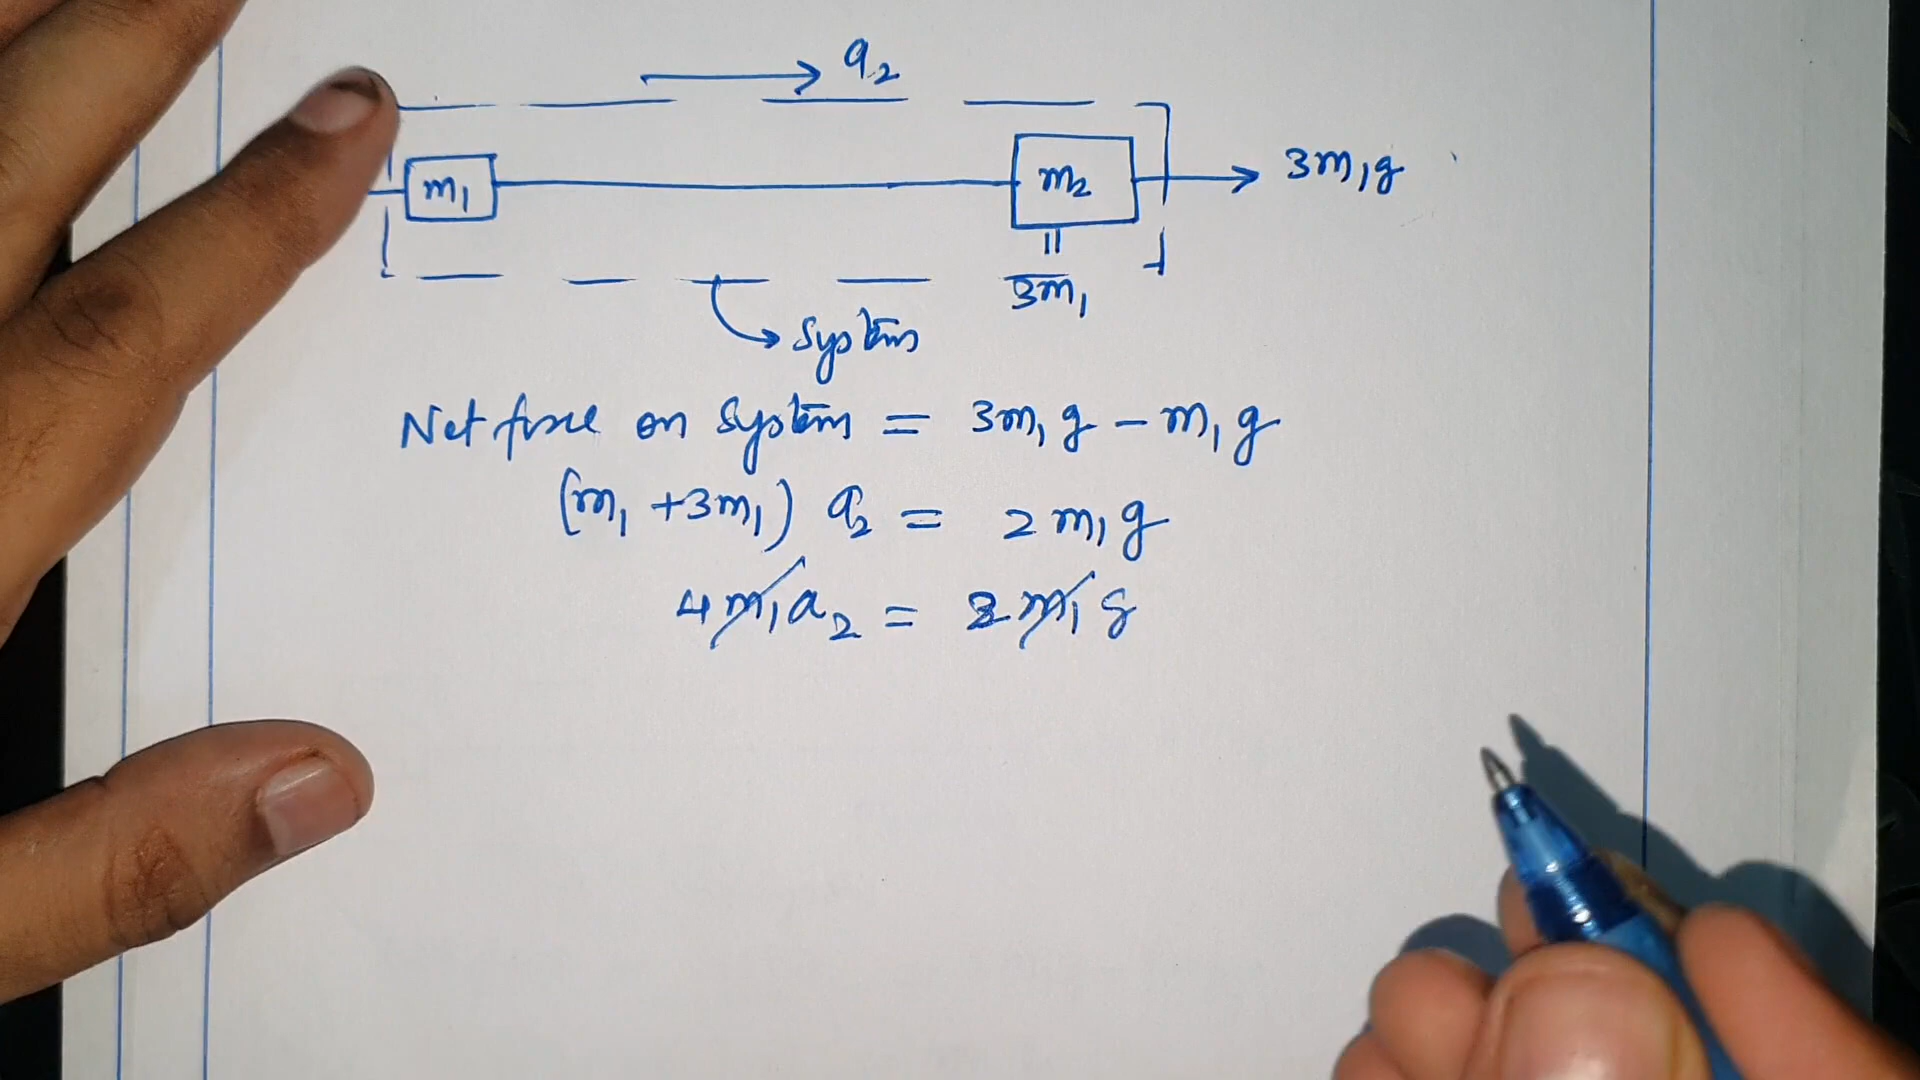 a₂
m₁ m₂ 3m₁g
॥
3m₁
System
Net force on system = 3m₁g – m₁g
(m₁ + 3m₁) a₂ = 2m₁g
4m₁a₂ = 2m₁g